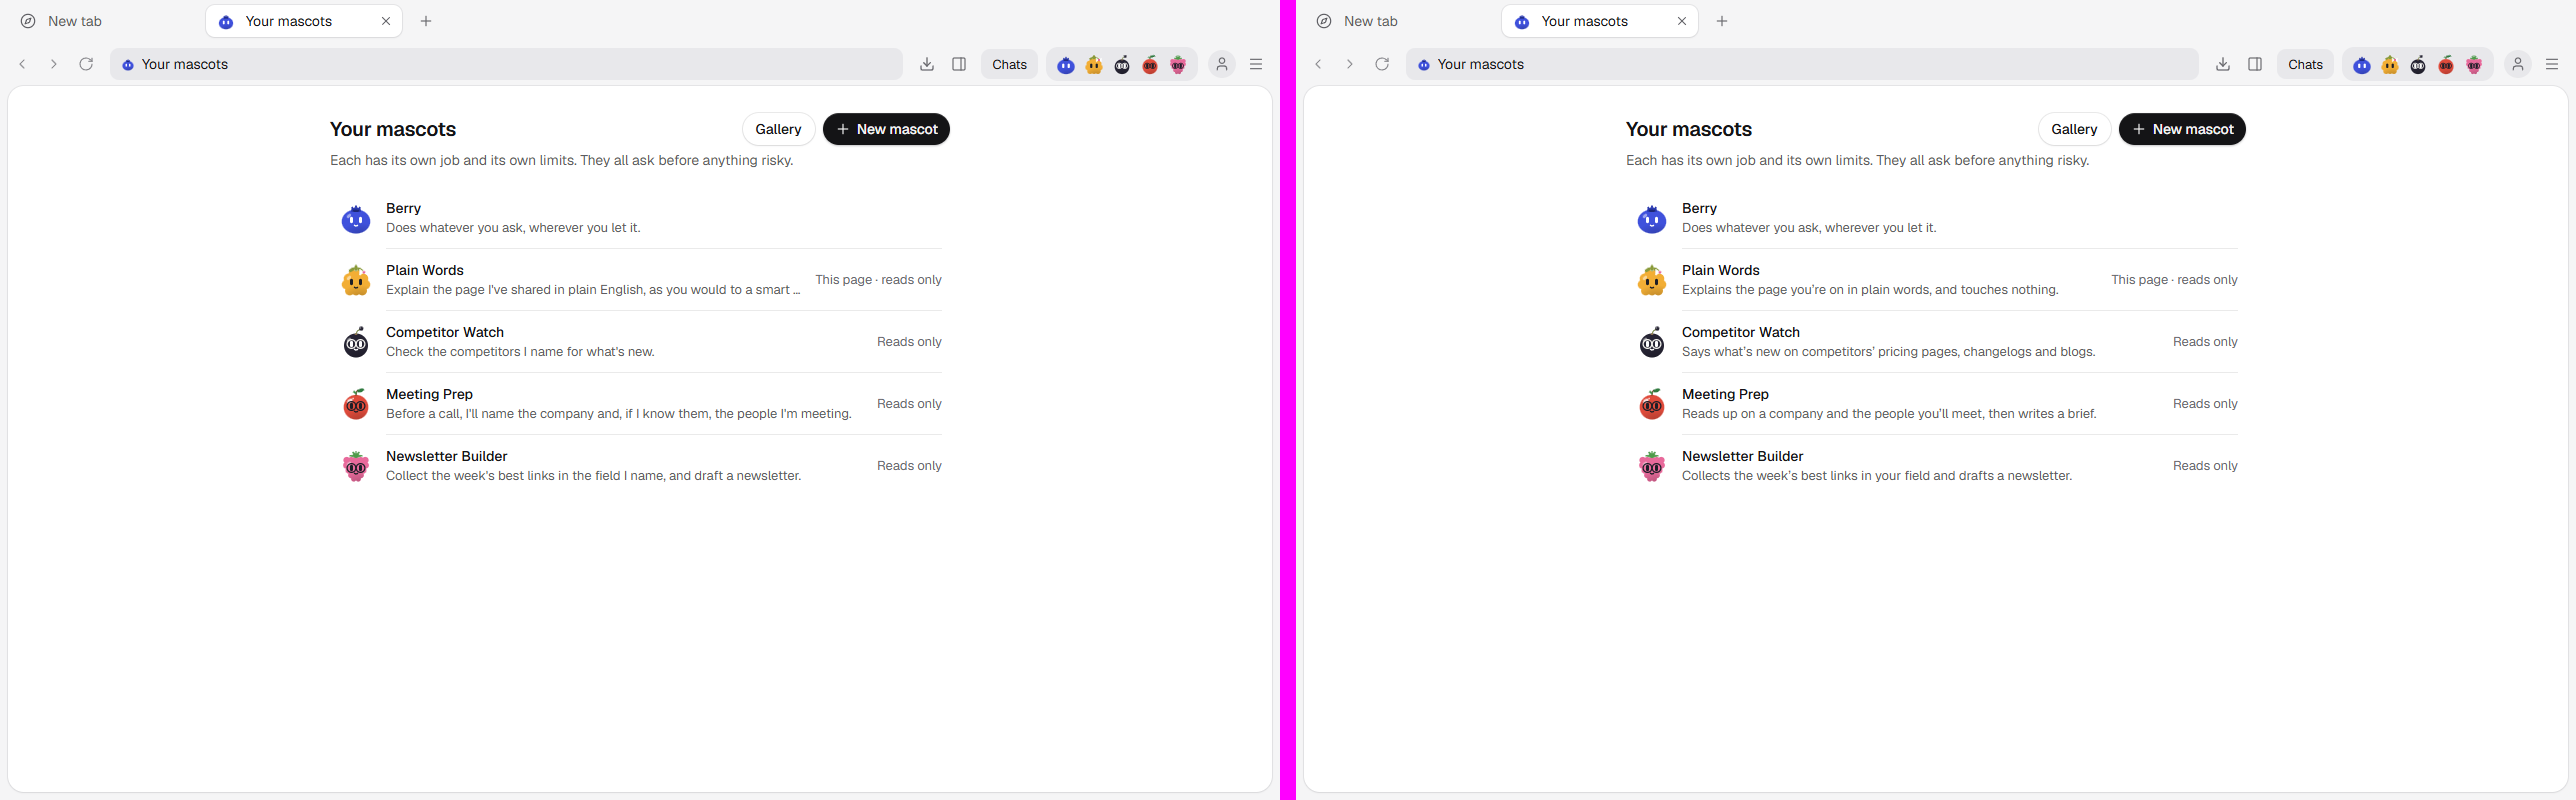 New tab
Your mascots
Your mascots
Chats
Your mascots
Gallery
New mascot
Each has its own job and its own limits. They all ask before anything risky.
Berry
Does whatever you ask, wherever you let it.
Plain Words
Explain the page I've shared in plain English, as you would to a smart ...
This page · reads only
Competitor Watch
Check the competitors I name for what's new.
Reads only
Meeting Prep
Before a call, I'll name the company and, if I know them, the people I'm meeting.
Reads only
Newsletter Builder
Collect the week's best links in the field I name, and draft a newsletter.
Reads only
New tab
Your mascots
Your mascots
Chats
Your mascots
Gallery
New mascot
Each has its own job and its own limits. They all ask before anything risky.
Berry
Does whatever you ask, wherever you let it.
Plain Words
Explains the page you're on in plain words, and touches nothing.
This page · reads only
Competitor Watch
Says what's new on competitors' pricing pages, changelogs and blogs.
Reads only
Meeting Prep
Reads up on a company and the people you'll meet, then writes a brief.
Reads only
Newsletter Builder
Collects the week's best links in your field and drafts a newsletter.
Reads only